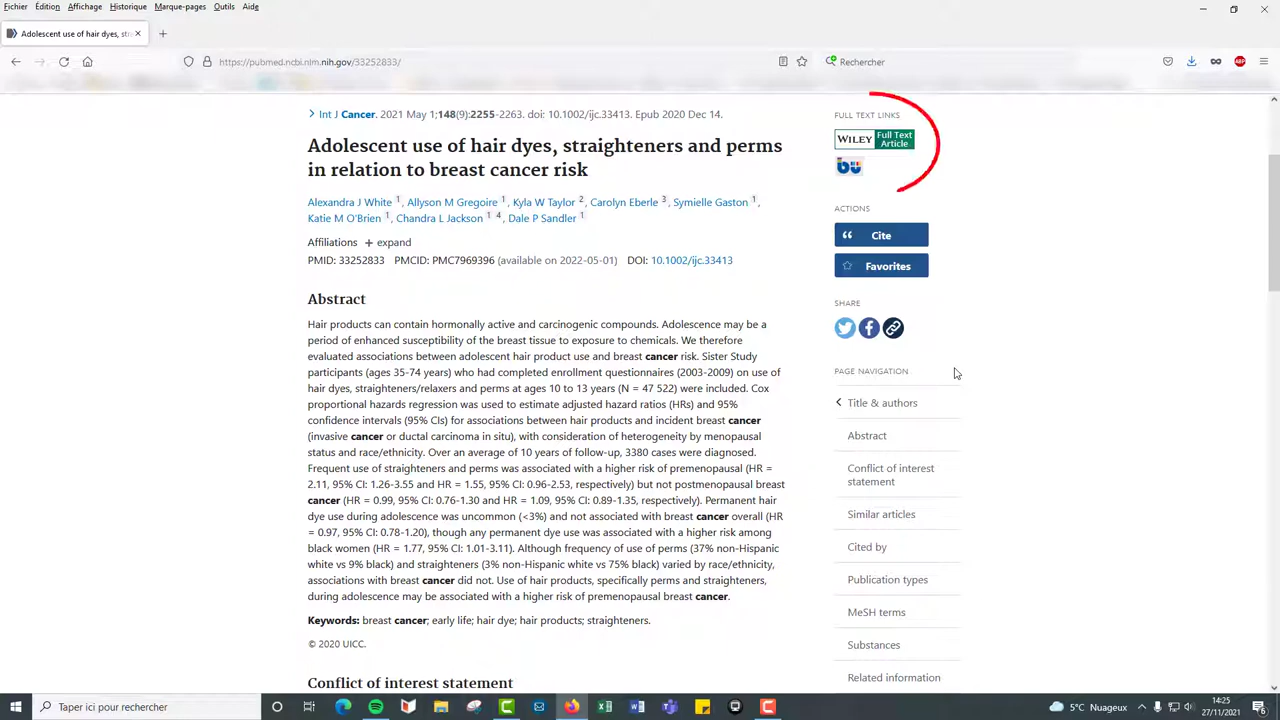 Fichier Édition Affichage Historique Marque-pages Outils Aide
Adolescent use of hair dyes, str
https://pubmed.ncbi.nlm.nih.gov/33252833/
Rechercher
ABP
Int J Cancer. 2021 May 1;148(9):2255-2263. doi: 10.1002/ijc.33413. Epub 2020 Dec 14.
Adolescent use of hair dyes, straighteners and perms
in relation to breast cancer risk
Alexandra J White 1, Allyson M Gregoire 1, Kyla W Taylor 2, Carolyn Eberle 3, Symielle Gaston 1,
Katie M O'Brien 1, Chandra L Jackson 1 4, Dale P Sandler 1
Affiliations + expand
PMID: 33252833 PMCID: PMC7969396 (available on 2022-05-01) DOI: 10.1002/ijc.33413
Abstract
Hair products can contain hormonally active and carcinogenic compounds. Adolescence may be a
period of enhanced susceptibility of the breast tissue to exposure to chemicals. We therefore
evaluated associations between adolescent hair product use and breast cancer risk. Sister Study
participants (ages 35-74 years) who had completed enrollment questionnaires (2003-2009) on use of
hair dyes, straighteners/relaxers and perms at ages 10 to 13 years (N = 47 522) were included. Cox
proportional hazards regression was used to estimate adjusted hazard ratios (HRs) and 95%
confidence intervals (95% CIs) for associations between hair products and incident breast cancer
(invasive cancer or ductal carcinoma in situ), with consideration of heterogeneity by menopausal
status and race/ethnicity. Over an average of 10 years of follow-up, 3380 cases were diagnosed.
Frequent use of straighteners and perms was associated with a higher risk of premenopausal (HR =
2.11, 95% CI: 1.26-3.55 and HR = 1.55, 95% CI: 0.96-2.53, respectively) but not postmenopausal breast
cancer (HR = 0.99, 95% CI: 0.76-1.30 and HR = 1.09, 95% CI: 0.89-1.35, respectively). Permanent hair
dye use during adolescence was uncommon (<3%) and not associated with breast cancer overall (HR
= 0.97, 95% CI: 0.78-1.20), though any permanent dye use was associated with a higher risk among
black women (HR = 1.77, 95% CI: 1.01-3.11). Although frequency of use of perms (37% non-Hispanic
white vs 9% black) and straighteners (3% non-Hispanic white vs 75% black) varied by race/ethnicity,
associations with breast cancer did not. Use of hair products, specifically perms and straighteners,
during adolescence may be associated with a higher risk of premenopausal breast cancer.
Keywords: breast cancer; early life; hair dye; hair products; straighteners.
© 2020 UICC.
Conflict of interest statement
FULL TEXT LINKS
WILEY Full Text
Article
bu
ACTIONS
Cite
Favorites
SHARE
PAGE NAVIGATION
Title & authors
Abstract
Conflict of interest
statement
Similar articles
Cited by
Publication types
MeSH terms
Substances
Related information
Taper ici pour rechercher
5°C Nuageux
14:25
27/11/2021